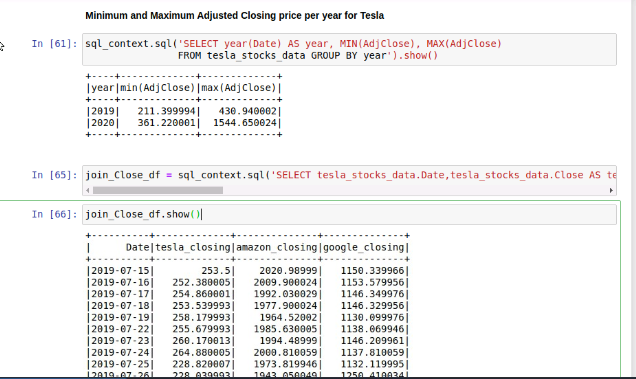 Minimum and Maximum Adjusted Closing price per year for Tesla
In [61]: sql_context.sql('SELECT year(Date) AS year, MIN(AdjClose), MAX(AdjClose)
FROM tesla_stocks_data GROUP BY year').show()
+----+-------------+-------------+
|year|min(AdjClose)|max(AdjClose)|
+----+-------------+-------------+
|2019|   211.399994|   430.940002|
|2020|   361.220001|  1544.650024|
+----+-------------+-------------+
In [65]: join_Close_df = sql_context.sql('SELECT tesla_stocks_data.Date,tesla_stocks_data.Close AS te
In [66]: join_Close_df.show()
+----------+-------------+--------------+--------------+
|      Date|tesla_closing|amazon_closing|google_closing|
+----------+-------------+--------------+--------------+
|2019-07-15|        253.5|    2020.98999|   1150.339966|
|2019-07-16|   252.380005|   2009.900024|   1153.579956|
|2019-07-17|   254.860001|   1992.030029|   1146.349976|
|2019-07-18|   253.539993|   1977.900024|   1146.329956|
|2019-07-19|   258.179993|    1964.52002|   1130.099976|
|2019-07-22|   255.679993|   1985.630005|   1138.069946|
|2019-07-23|   260.170013|    1994.48999|   1146.209961|
|2019-07-24|   264.880005|   2000.810059|   1137.810059|
|2019-07-25|   228.820007|   1973.819946|   1132.119995|
|2019-07-26|   228.039993|   1943.050049|   1250.410034|